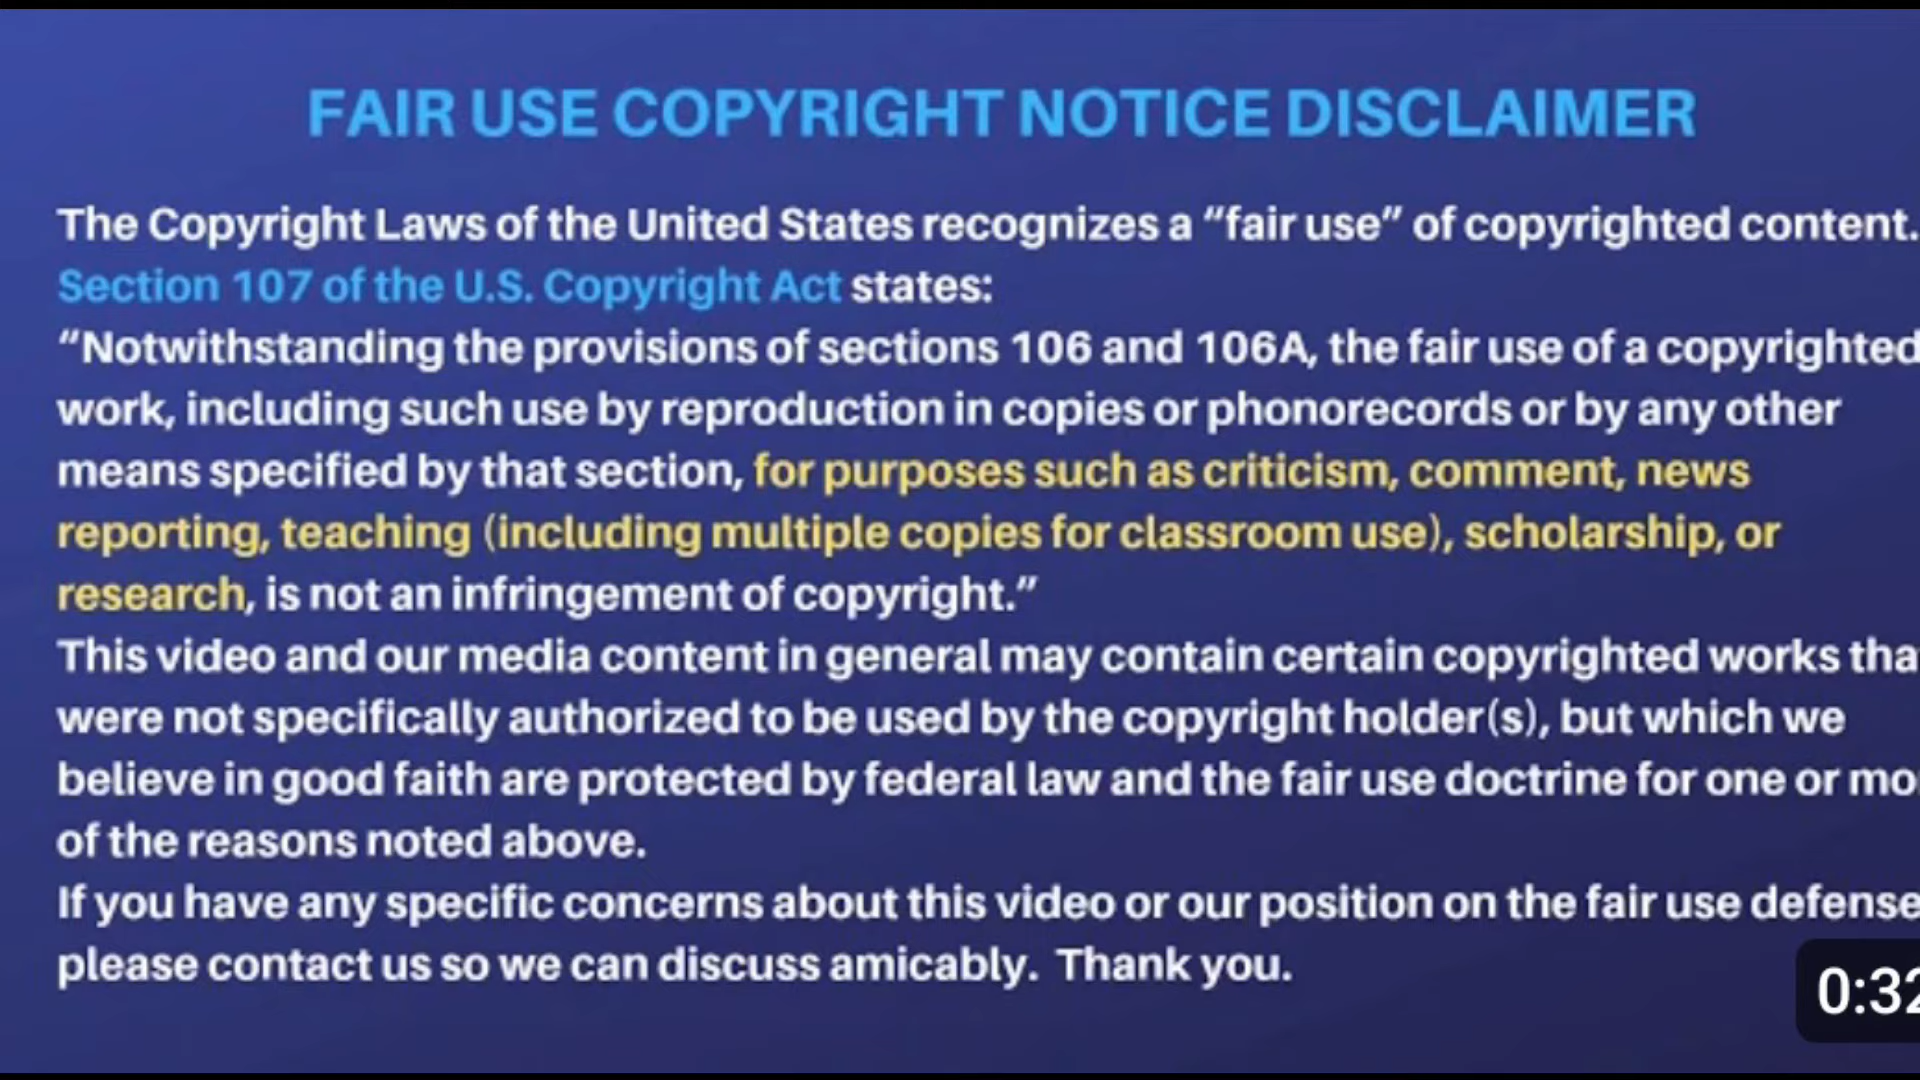 FAIR USE COPYRIGHT NOTICE DISCLAIMER
The Copyright Laws of the United States recognizes a “fair use” of copyrighted content.
Section 107 of the U.S. Copyright Act states:
“Notwithstanding the provisions of sections 106 and 106A, the fair use of a copyrighted
work, including such use by reproduction in copies or phonorecords or by any other
means specified by that section, for purposes such as criticism, comment, news
reporting, teaching (including multiple copies for classroom use), scholarship, or
research, is not an infringement of copyright.”
This video and our media content in general may contain certain copyrighted works tha
were not specifically authorized to be used by the copyright holder(s), but which we
believe in good faith are protected by federal law and the fair use doctrine for one or mo
of the reasons noted above.
If you have any specific concerns about this video or our position on the fair use defense
please contact us so we can discuss amicably. Thank you.
0:32